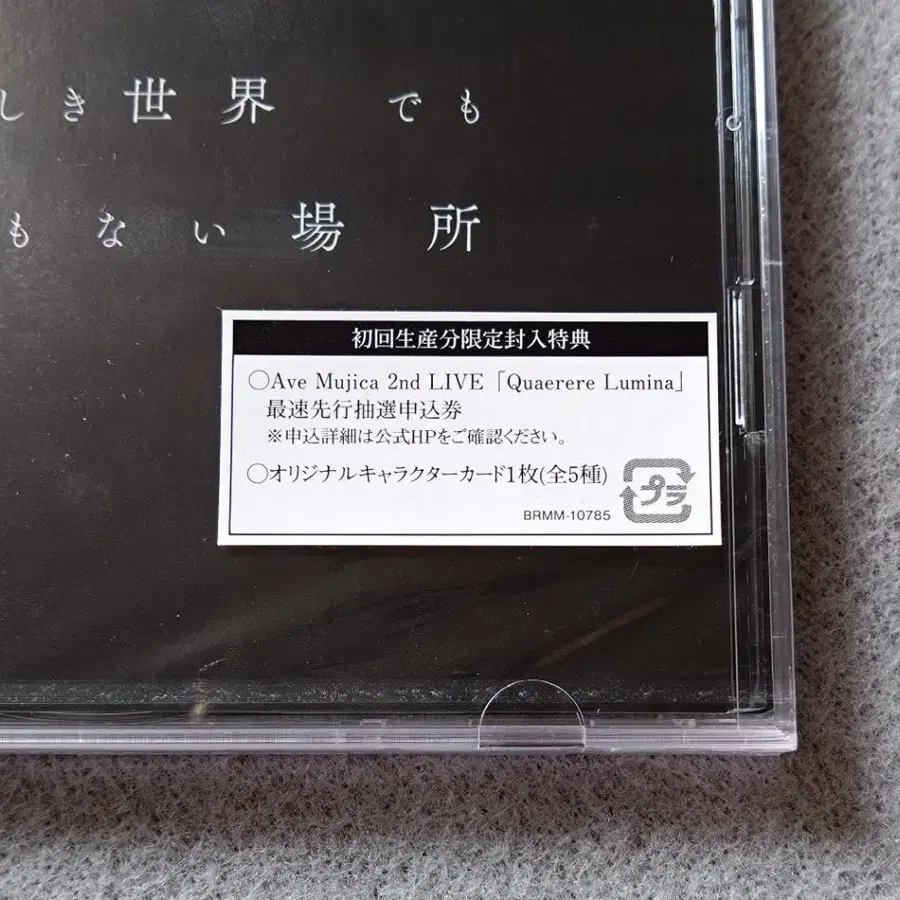 しき世界 でも
もない場所
初回生産分限定封入特典
○Ave Mujica 2nd LIVE「Quaerere Lumina」
最速先行抽選申込券
※申込詳細は公式HPをご確認ください。
○オリジナルキャラクターカード1枚(全5種)
プラ
BRMM-10785